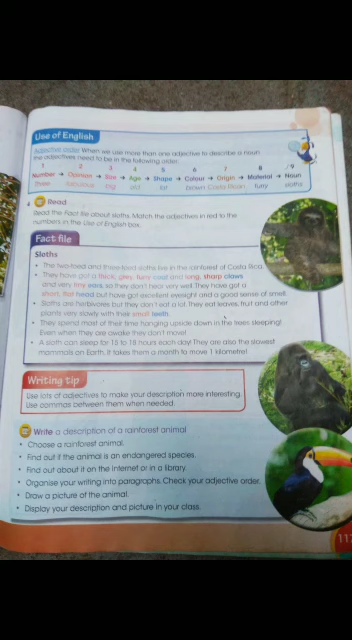 Use of English
Adjective order: When we use more than one adjective to describe a noun
the adjectives need to be in the following order.
1 2 3 4 5 6 7 8 9
Number → Opinion → Size → Age → Shape → Colour → Origin → Material → Noun
Three fabulous big old fat brown Costa Rican furry sloths
Read
Read the Fact file about sloths. Match the adjectives in red to the
numbers in the Use of English box.
Fact file
Sloths
• The two-toed and three-toed sloths live in the rainforest of Costa Rica.
• They have got a thick, grey, furry coat and long, sharp claws
and very tiny ears, so they don't hear very well. They have got a
short, flat head but have got excellent eyesight and a good sense of smell.
• Sloths are herbivores but they don't eat a lot. They eat leaves, fruit and other
plants very slowly with their small teeth.
• They spend most of their time hanging upside down in the trees sleeping!
Even when they are awake they don't move!
• A sloth can sleep for 15 to 18 hours each day! They are also the slowest
mammals on Earth. It takes them a month to move 1 kilometre!
Writing tip
Use lots of adjectives to make your description more interesting.
Use commas between them when needed.
Write a description of a rainforest animal
• Choose a rainforest animal.
• Find out if the animal is an endangered species.
• Find out about it on the Internet or in a library.
• Organise your writing into paragraphs. Check your adjective order.
• Draw a picture of the animal.
• Display your description and picture in your class.
117